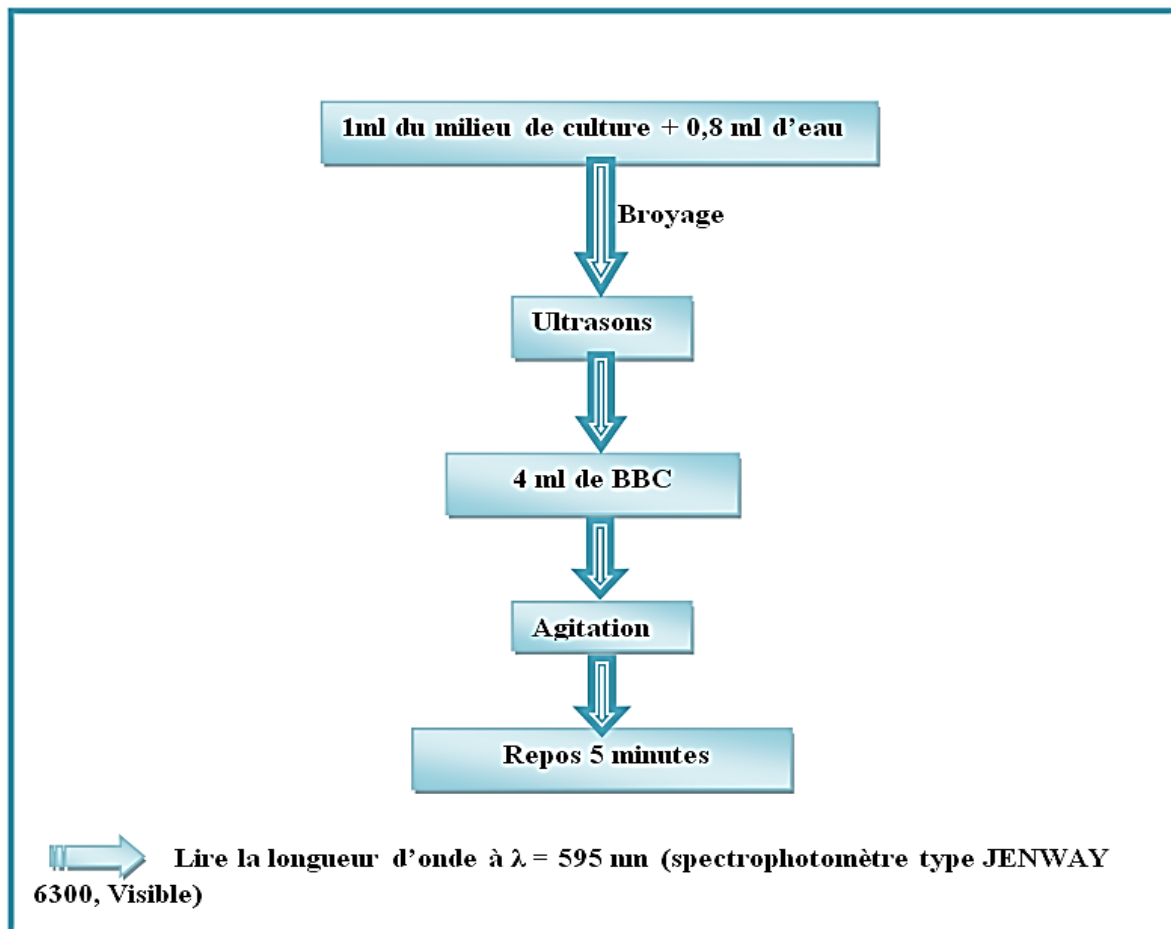 1ml du milieu de culture + 0,8 ml d’eau
Broyage
Ultrasons
4 ml de BBC
Agitation
Repos 5 minutes
Lire la longueur d’onde à λ = 595 nm (spectrophotomètre type JENWAY
6300, Visible)